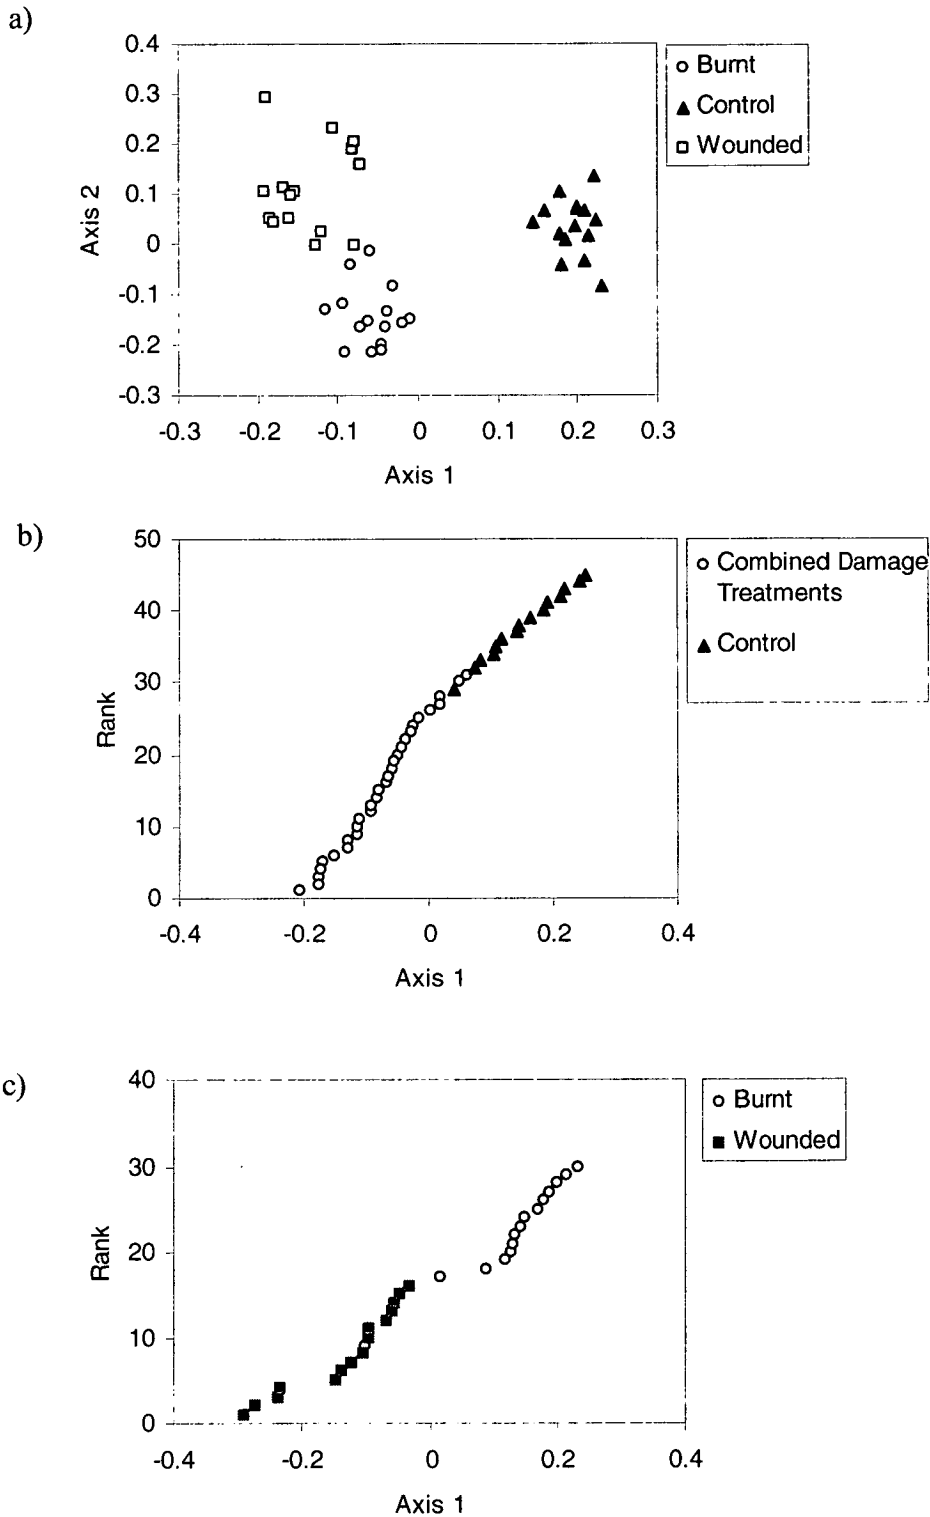 a)
0.4
0.3
0.2
0.1
0
-0.1
-0.2
-0.3
Axis 2
-0.3 -0.2 -0.1 0 0.1 0.2 0.3
Axis 1
Burnt
Control
Wounded
b)
50
40
30
20
10
0
Rank
-0.4 -0.2 0 0.2 0.4
Axis 1
Combined Damage
Treatments
Control
c)
40
30
20
10
0
Rank
-0.4 -0.2 0 0.2 0.4
Axis 1
Burnt
Wounded